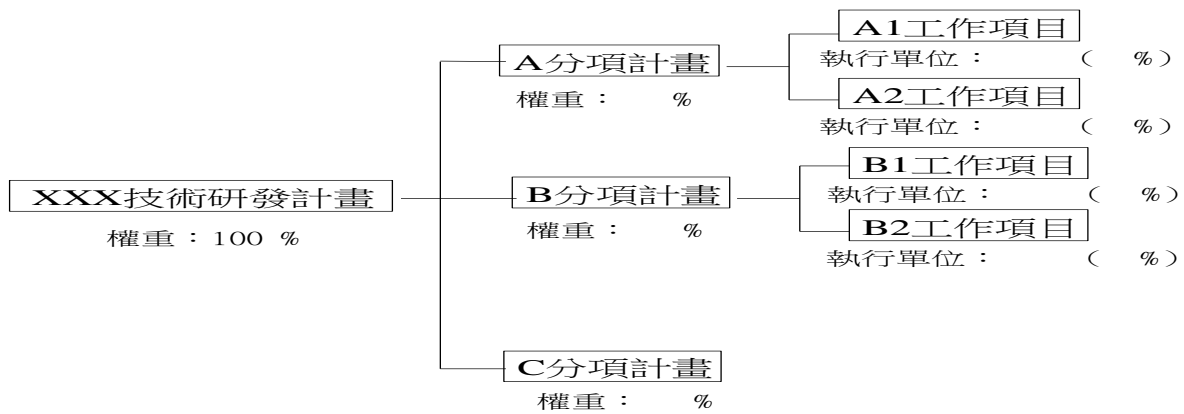 A1工作項目
執行單位： （ %）
A分項計畫
權重： %
A2工作項目
執行單位： （ %）
B1工作項目
執行單位： （ %）
XXX技術研發計畫
權重：100 %
B分項計畫
權重： %
B2工作項目
執行單位： （ %）
C分項計畫
權重： %